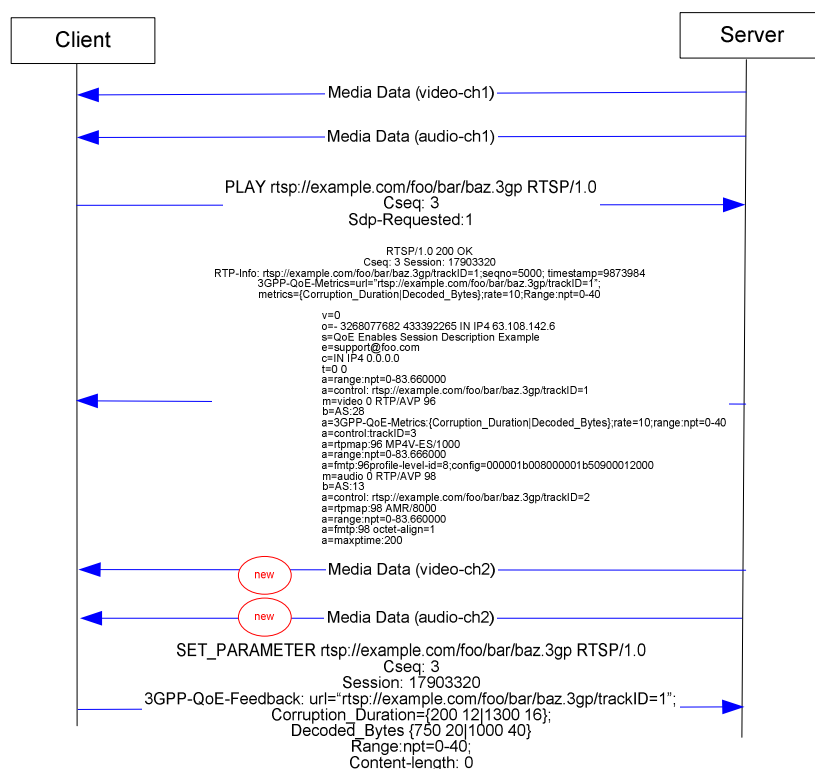 Client
Server
Media Data (video-ch1)
Media Data (audio-ch1)
PLAY rtsp://example.com/foo/bar/baz.3gp RTSP/1.0
Cseq: 3
Sdp-Requested:1
RTSP/1.0 200 OK
Cseq: 3 Session: 17903320
RTP-Info: rtsp://example.com/foo/bar/baz.3gp/trackID=1;seqno=5000; timestamp=9873984
3GPP-QoE-Metrics=url="rtsp://example.com/foo/bar/baz.3gp/trackID=1”;
metrics={Corruption_Duration|Decoded_Bytes};rate=10;Range:npt=0-40
v=0
o=- 3268077682 433392265 IN IP4 63.108.142.6
s=QoE Enables Session Description Example
e=support@foo.com
c=IN IP4 0.0.0.0
t=0 0
a=range:npt=0-83.660000
a=control: rtsp://example.com/foo/bar/baz.3gp/trackID=1
m=video 0 RTP/AVP 96
b=AS:28
a=3GPP-QoE-Metrics:{Corruption_Duration|Decoded_Bytes};rate=10;range:npt=0-40
a=control:trackID=3
a=rtpmap:96 MP4V-ES/1000
a=range:npt=0-83.666000
a=fmtp:96profile-level-id=8;config=000001b008000001b50900012000
m=audio 0 RTP/AVP 98
b=AS:13
a=control: rtsp://example.com/foo/bar/baz.3gp/trackID=2
a=rtpmap:98 AMR/8000
a=range:npt=0-83.660000
a=fmtp:98 octet-align=1
a=maxptime:200
new
Media Data (video-ch2)
new
Media Data (audio-ch2)
SET_PARAMETER rtsp://example.com/foo/bar/baz.3gp RTSP/1.0
Cseq: 3
Session: 17903320
3GPP-QoE-Feedback: url=“rtsp://example.com/foo/bar/baz.3gp/trackID=1”;
Corruption_Duration={200 12|1300 16};
Decoded_Bytes {750 20|1000 40}
Range:npt=0-40;
Content-length: 0